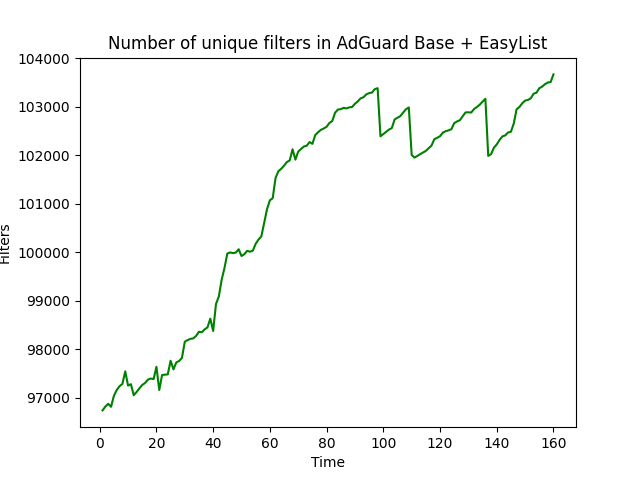 Number of unique filters in AdGuard Base + EasyList
104000
103000
102000
101000
100000
99000
98000
97000
Filters
0 20 40 60 80 100 120 140 160
Time